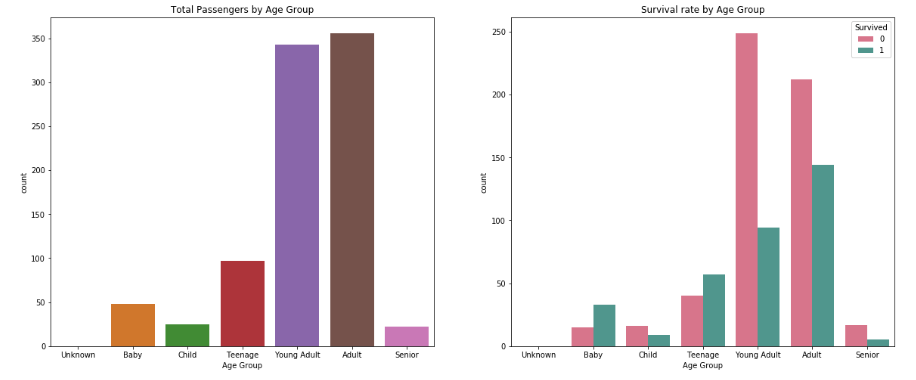 Total Passengers by Age Group
350
300
250
200
150
100
50
0
count
Unknown Baby Child Teenage Young Adult Adult Senior
Age Group
Survival rate by Age Group
Survived
0
1
250
200
150
100
50
0
count
Unknown Baby Child Teenage Young Adult Adult Senior
Age Group